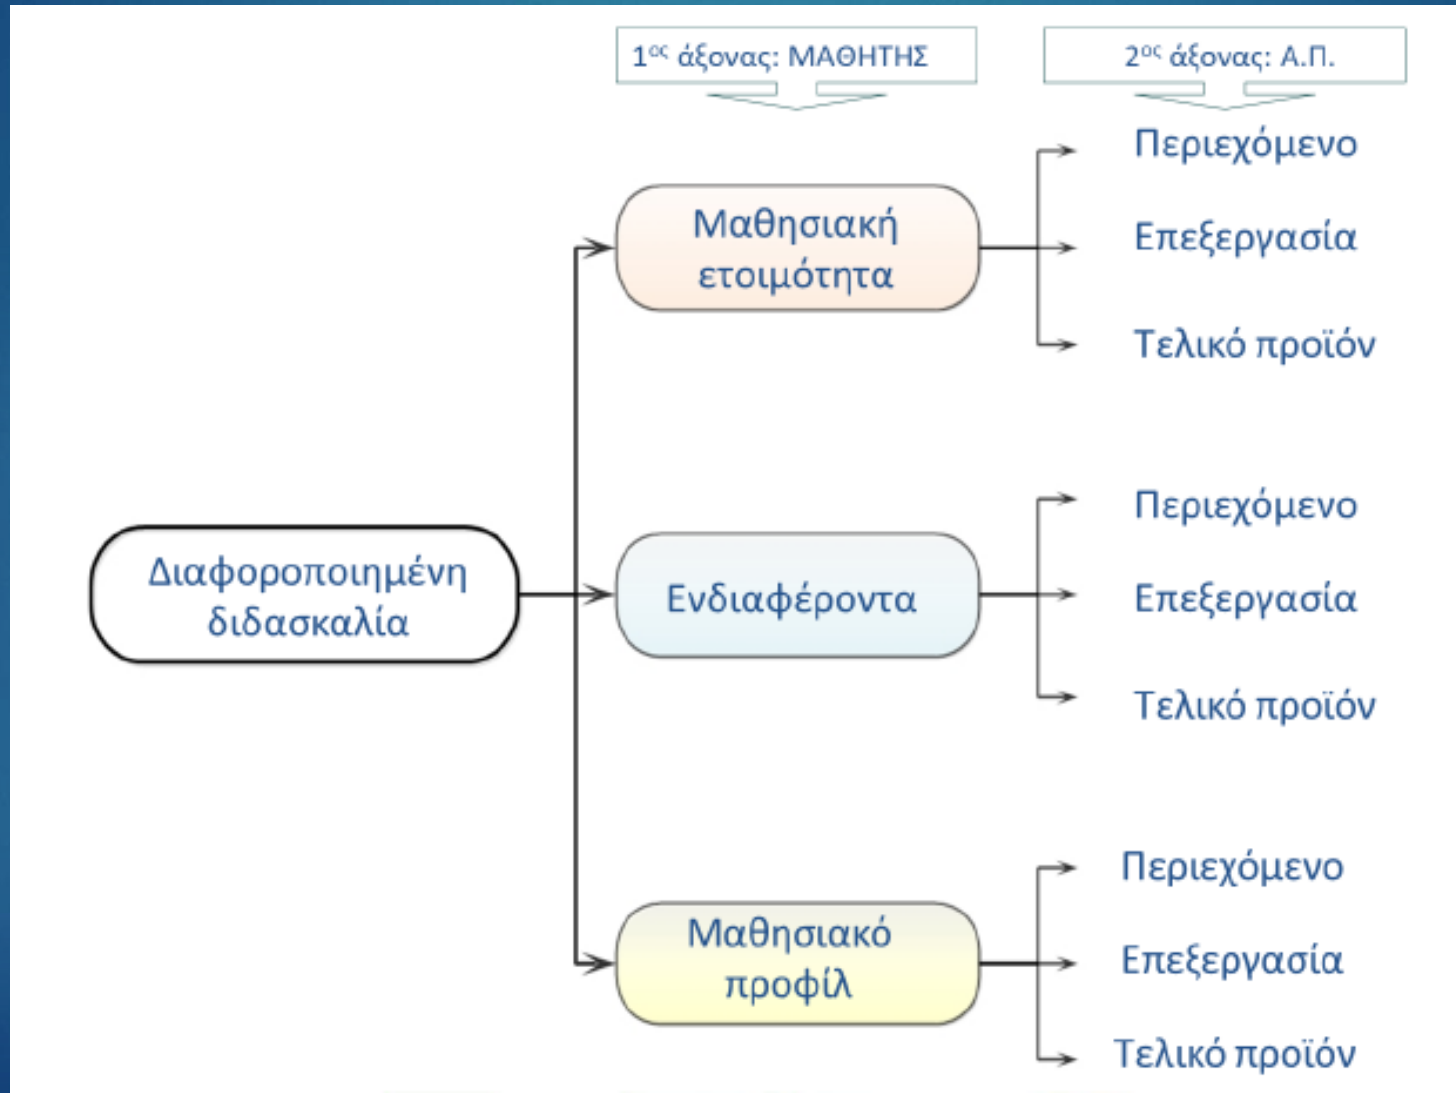 1ος άξονας: ΜΑΘΗΤΗΣ
2ος άξονας: Α.Π.
Διαφοροποιημένη
διδασκαλία
Μαθησιακή
ετοιμότητα
Περιεχόμενο
Επεξεργασία
Τελικό προϊόν
Ενδιαφέροντα
Περιεχόμενο
Επεξεργασία
Τελικό προϊόν
Μαθησιακό
προφίλ
Περιεχόμενο
Επεξεργασία
Τελικό προϊόν